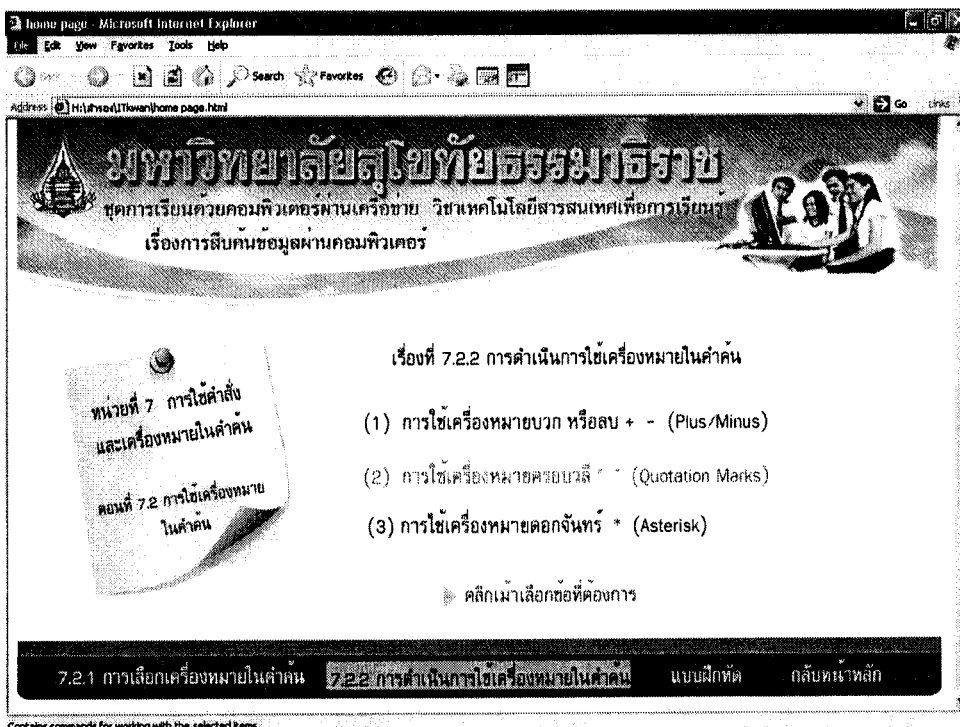 home page - Microsoft Internet Explorer
File Edit View Favorites Tools Help
Back Search Favorites
Address H:\สำรอง\ITkwan\home page.html Go Links
มหาวิทยาลัยสุโขทัยธรรมาธิราช
ชุดการเรียนด้วยคอมพิวเตอร์ผ่านเครือข่าย วิชาเทคโนโลยีสารสนเทศเพื่อการเรียนรู้
เรื่องการสืบค้นข้อมูลผ่านคอมพิวเตอร์
หน่วยที่ 7 การใช้คำสั่ง
และเครื่องหมายในคำค้น
ตอนที่ 7.2 การใช้เครื่องหมาย
ในคำค้น
เรื่องที่ 7.2.2 การดำเนินการใช้เครื่องหมายในคำค้น
(1) การใช้เครื่องหมายบวก หรือลบ + - (Plus/Minus)
(2) การใช้เครื่องหมายครอบวลี " " (Quotation Marks)
(3) การใช้เครื่องหมายดอกจันทร์ * (Asterisk)
คลิกเม้าเลือกข้อที่ต้องการ
7.2.1 การเลือกเครื่องหมายในคำค้น 7.2.2 การดำเนินการใช้เครื่องหมายในคำค้น แบบฝึกหัด กลับหน้าหลัก
Contains commands for working with the selected items.